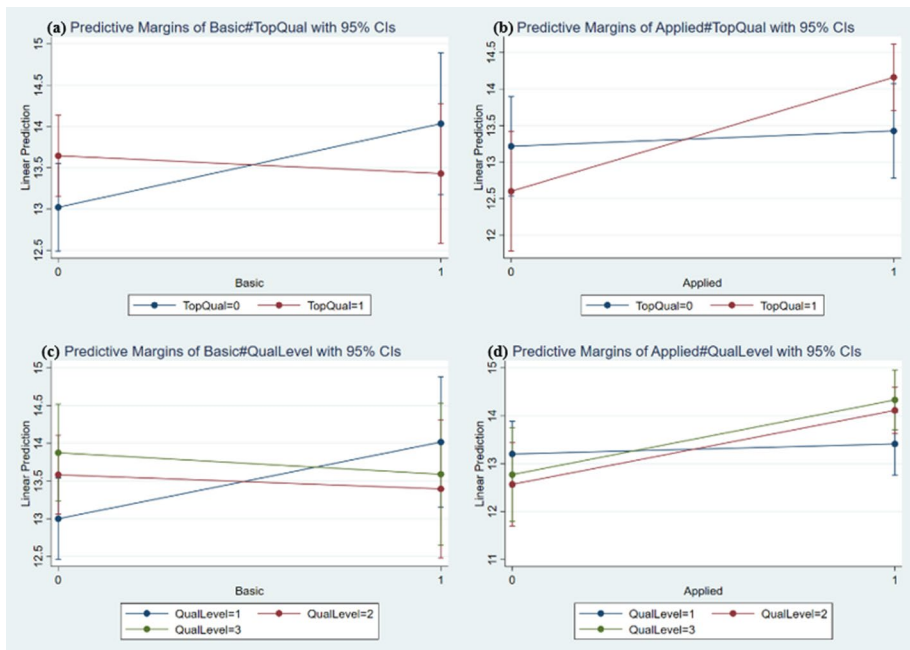 (a) Predictive Margins of Basic#TopQual with 95% CIs
15
14.5
14
13.5
13
12.5
Linear Prediction
0
1
Basic
TopQual=0
TopQual=1
(b) Predictive Margins of Applied#TopQual with 95% CIs
14.5
14
13.5
13
12.5
12
Linear Prediction
0
1
Applied
TopQual=0
TopQual=1
(c) Predictive Margins of Basic#QualLevel with 95% CIs
15
14.5
14
13.5
13
12.5
Linear Prediction
0
1
Basic
QualLevel=1
QualLevel=2
QualLevel=3
(d) Predictive Margins of Applied#QualLevel with 95% CIs
15
14
13
12
11
Linear Prediction
0
1
Applied
QualLevel=1
QualLevel=2
QualLevel=3